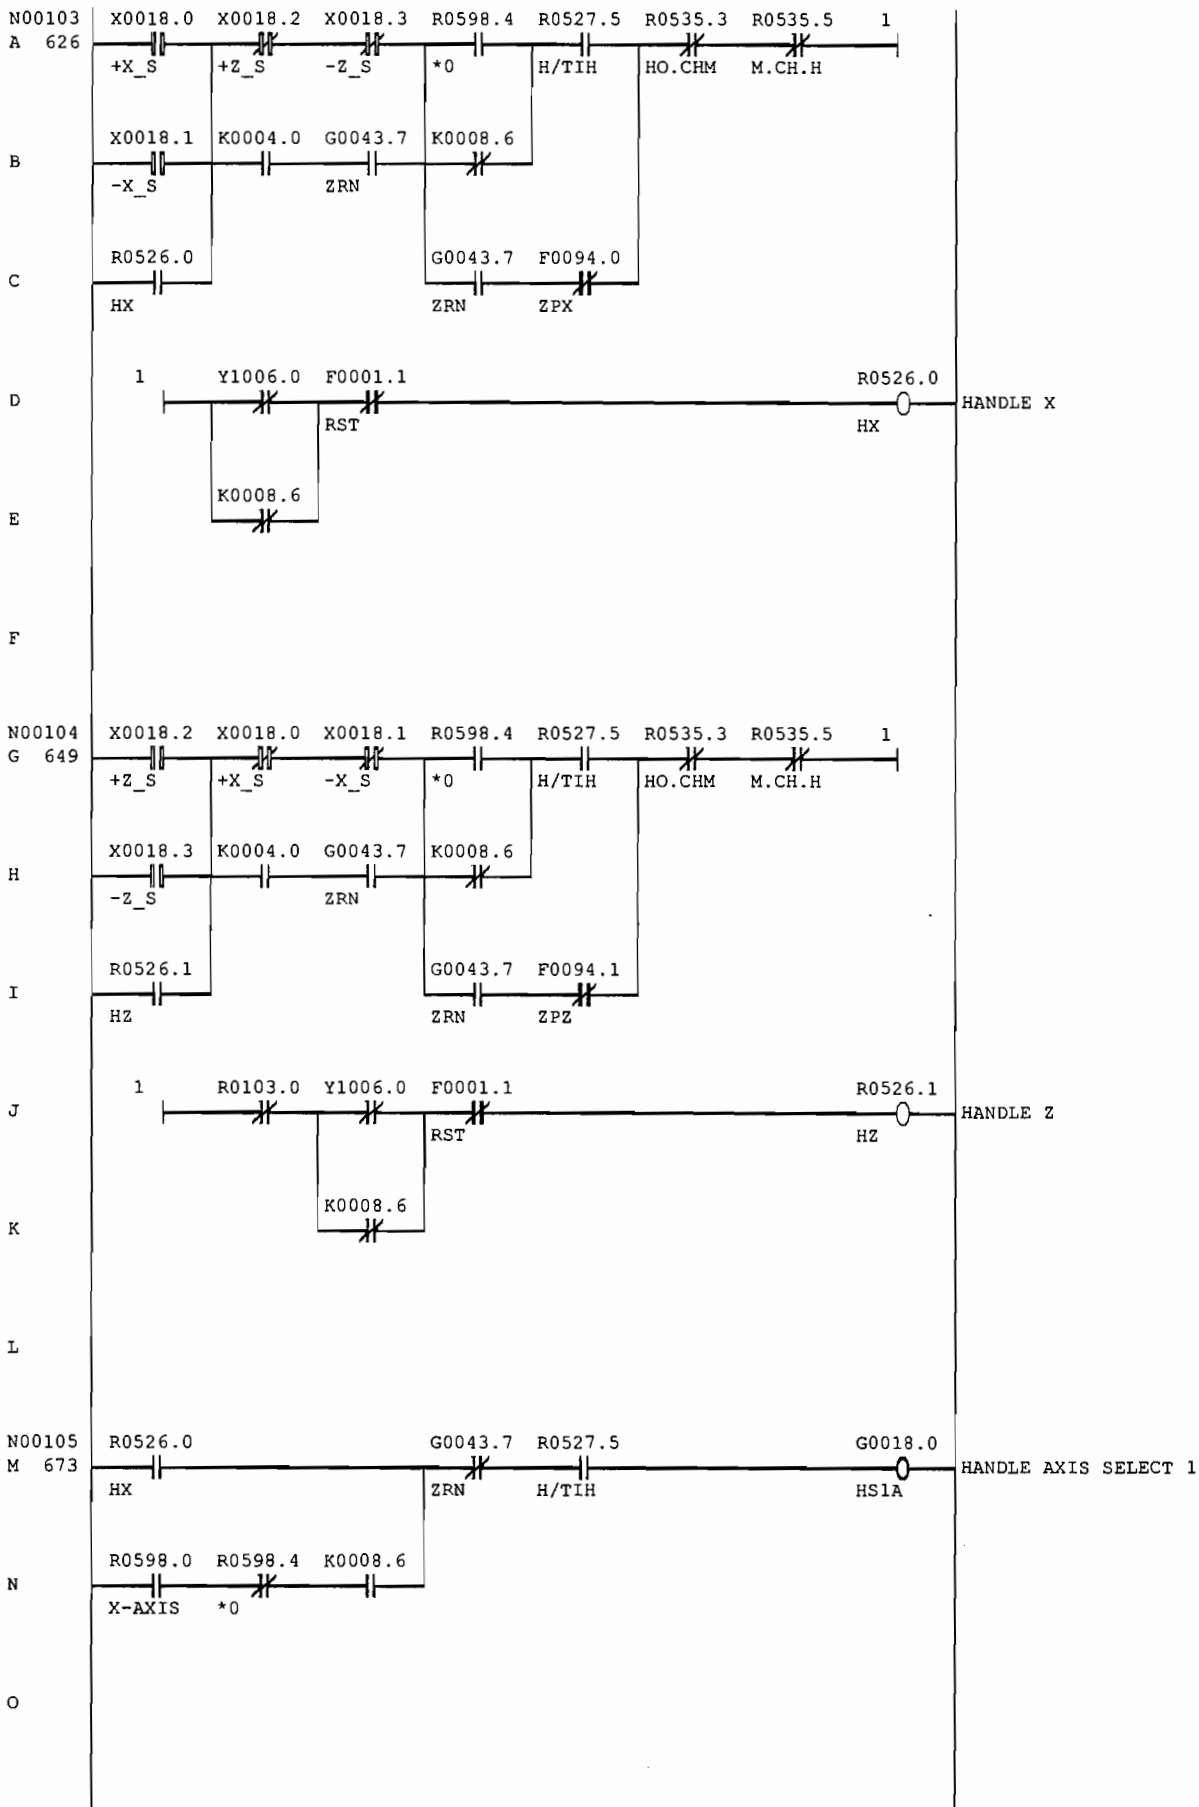 N00103 X0018.0 X0018.2 X0018.3 R0598.4 R0527.5 R0535.3 R0535.5 1
A 626
+X_S +Z_S -Z_S *0 H/TIH HO.CHM M.CH.H
X0018.1 K0004.0 G0043.7 K0008.6
B
-X_S ZRN
R0526.0 G0043.7 F0094.0
C
HX ZRN ZPX
1 Y1006.0 F0001.1 R0526.0
D HANDLE X
RST HX
K0008.6
E
F
N00104 X0018.2 X0018.0 X0018.1 R0598.4 R0527.5 R0535.3 R0535.5 1
G 649
+Z_S +X_S -X_S *0 H/TIH HO.CHM M.CH.H
X0018.3 K0004.0 G0043.7 K0008.6
H
-Z_S ZRN
R0526.1 G0043.7 F0094.1
I
HZ ZRN ZPZ
1 R0103.0 Y1006.0 F0001.1 R0526.1
J HANDLE Z
RST HZ
K0008.6
K
L
N00105 R0526.0 G0043.7 R0527.5 G0018.0
M 673 HANDLE AXIS SELECT 1
HX ZRN H/TIH HS1A
R0598.0 R0598.4 K0008.6
N
X-AXIS *0
O